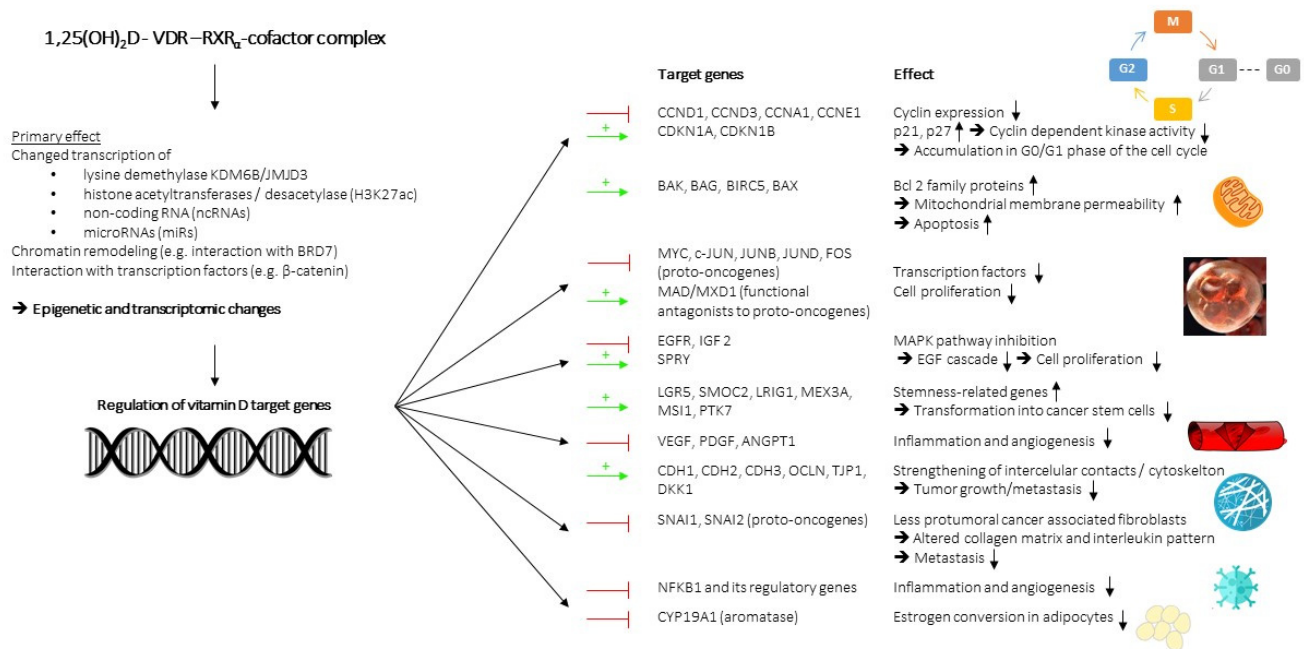 1,25(OH)₂D- VDR –RXRα-cofactor complex
Primary effect
Changed transcription of
• lysine demethylase KDM6B/JMJD3
• histone acetyltransferases / desacetylase (H3K27ac)
• non-coding RNA (ncRNAs)
• microRNAs (miRs)
Chromatin remodeling (e.g. interaction with BRD7)
Interaction with transcription factors (e.g. β-catenin)
➔ Epigenetic and transcriptomic changes
Regulation of vitamin D target genes
M
G2
G1
G0
S
Target genes
Effect
CCND1, CCND3, CCNA1, CCNE1
+
CDKN1A, CDKN1B
Cyclin expression ↓
p21, p27 ↑ ➔ Cyclin dependent kinase activity ↓
➔ Accumulation in G0/G1 phase of the cell cycle
+
BAK, BAG, BIRC5, BAX
Bcl 2 family proteins ↑
➔ Mitochondrial membrane permeability ↑
➔ Apoptosis ↑
MYC, c-JUN, JUNB, JUND, FOS
(proto-oncogenes)
+
MAD/MXD1 (functional
antagonists to proto-oncogenes)
Transcription factors ↓
Cell proliferation ↓
EGFR, IGF 2
+
SPRY
MAPK pathway inhibition
➔ EGF cascade ↓ ➔ Cell proliferation ↓
+
LGR5, SMOC2, LRIG1, MEX3A,
MSI1, PTK7
Stemness-related genes ↑
➔ Transformation into cancer stem cells ↓
VEGF, PDGF, ANGPT1
Inflammation and angiogenesis ↓
+
CDH1, CDH2, CDH3, OCLN, TJP1,
DKK1
Strengthening of intercelular contacts / cytoskelton
➔ Tumor growth/metastasis ↓
SNAI1, SNAI2 (proto-oncogenes)
Less protumoral cancer associated fibroblasts
➔ Altered collagen matrix and interleukin pattern
➔ Metastasis ↓
NFKB1 and its regulatory genes
Inflammation and angiogenesis ↓
CYP19A1 (aromatase)
Estrogen conversion in adipocytes ↓